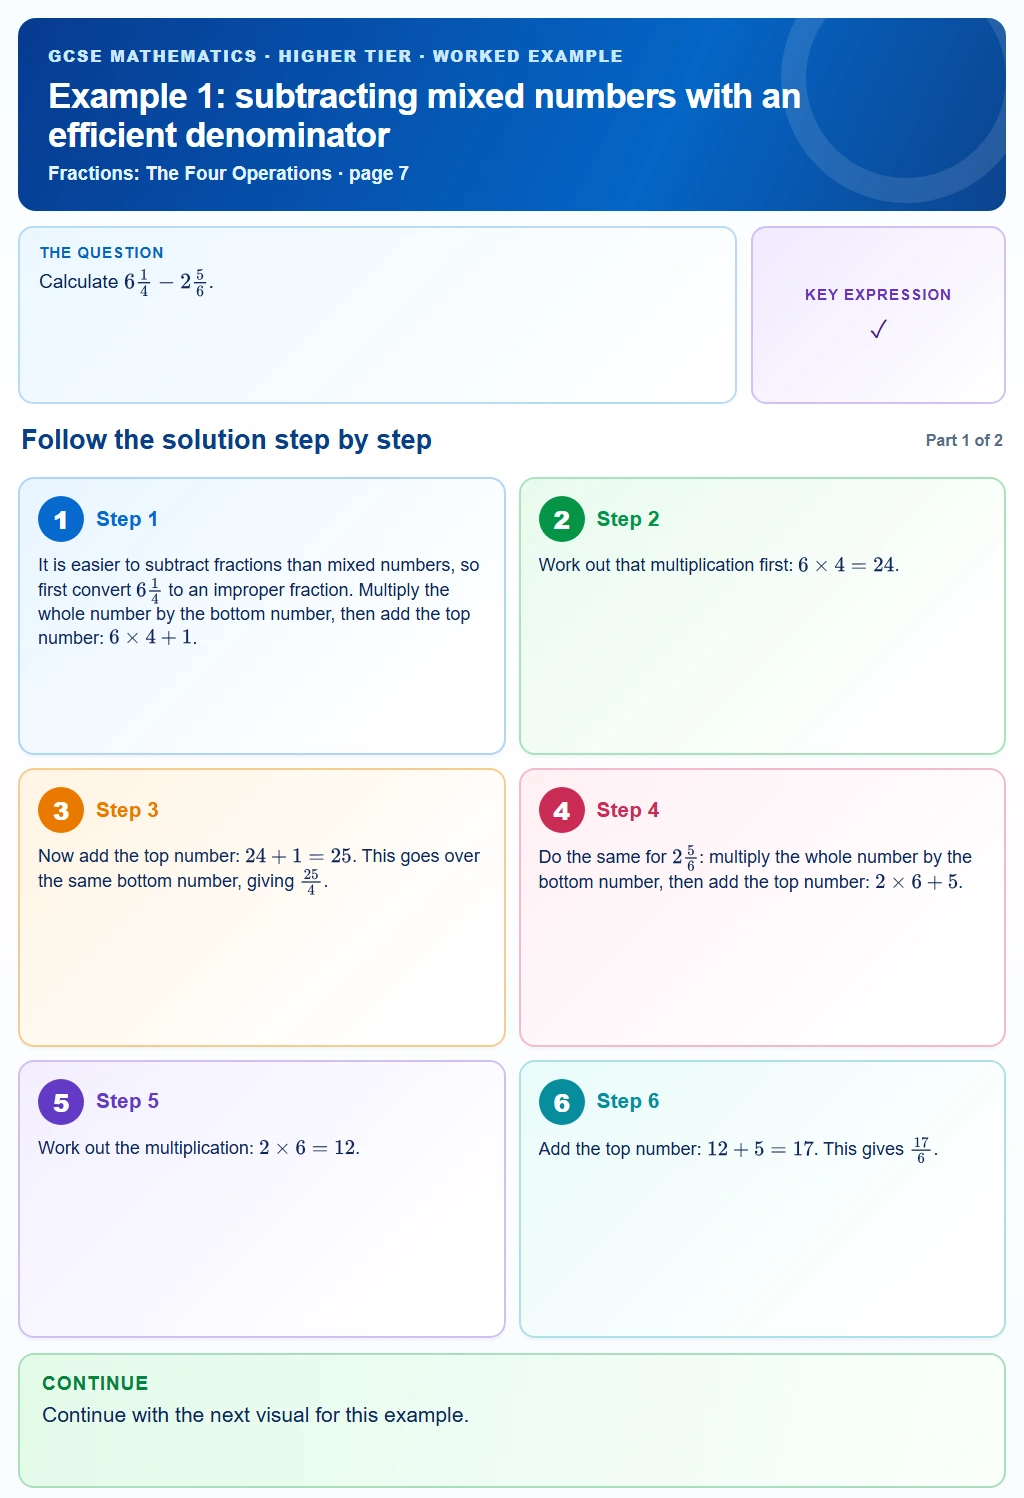 GCSE MATHEMATICS · HIGHER TIER · WORKED EXAMPLE
Example 1: subtracting mixed numbers with an
efficient denominator
Fractions: The Four Operations · page 7
THE QUESTION
Calculate 6 1/4 − 2 5/6.
KEY EXPRESSION
✓
Follow the solution step by step
Part 1 of 2
1 Step 1
It is easier to subtract fractions than mixed numbers, so
first convert 6 1/4 to an improper fraction. Multiply the
whole number by the bottom number, then add the top
number: 6 × 4 + 1.
2 Step 2
Work out that multiplication first: 6 × 4 = 24.
3 Step 3
Now add the top number: 24 + 1 = 25. This goes over
the same bottom number, giving 25/4.
4 Step 4
Do the same for 2 5/6: multiply the whole number by the
bottom number, then add the top number: 2 × 6 + 5.
5 Step 5
Work out the multiplication: 2 × 6 = 12.
6 Step 6
Add the top number: 12 + 5 = 17. This gives 17/6.
CONTINUE
Continue with the next visual for this example.